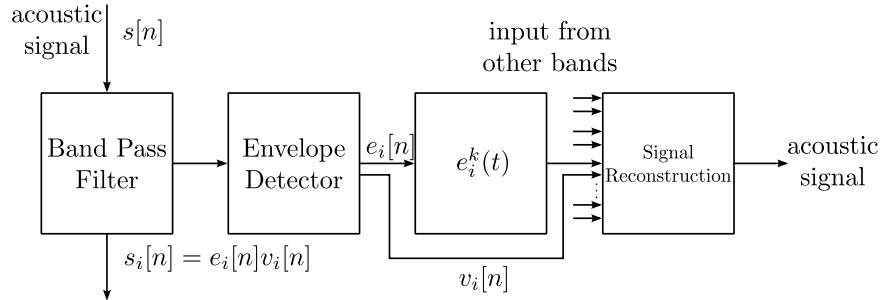 acoustic
signal
s[n]
input from
other bands
Band Pass
Filter
Envelope
Detector
e_i[n]
e_i^k(t)
Signal
Reconstruction
acoustic
signal
s_i[n] = e_i[n]v_i[n]
v_i[n]